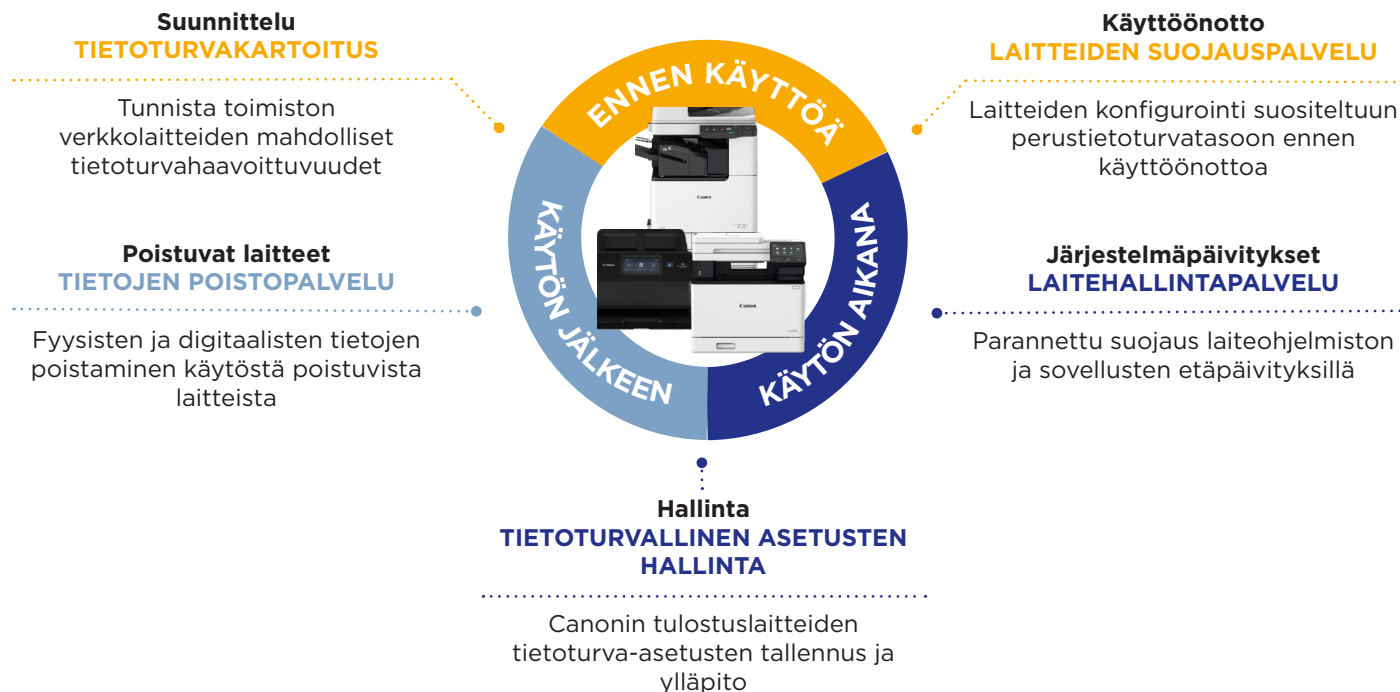 Suunnittelu
TIETOTURVAKARTOITUS
Tunnista toimiston
verkkolaitteiden mahdolliset
tietoturvahaavoittuvuudet
Käyttöönotto
LAITTEIDEN SUOJAUSPALVELU
Laitteiden konfigurointi suositeltuun
perustietoturvatasoon ennen
käyttöönottoa
ENNEN KÄYTTÖÄ
KÄYTÖN AIKANA
KÄYTÖN JÄLKEEN
Canon
Canon
Poistuvat laitteet
TIETOJEN POISTOPALVELU
Fyysisten ja digitaalisten tietojen
poistaminen käytöstä poistuvista
laitteista
Järjestelmäpäivitykset
LAITEHALLINTAPALVELU
Parannettu suojaus laiteohjelmiston
ja sovellusten etäpäivityksillä
Hallinta
TIETOTURVALLINEN ASETUSTEN
HALLINTA
Canonin tulostuslaitteiden
tietoturva-asetusten tallennus ja
ylläpito